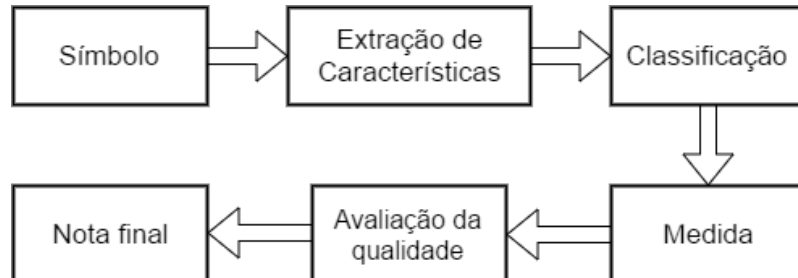 Símbolo
Extração de
Características
Classificação
Medida
Avaliação da
qualidade
Nota final